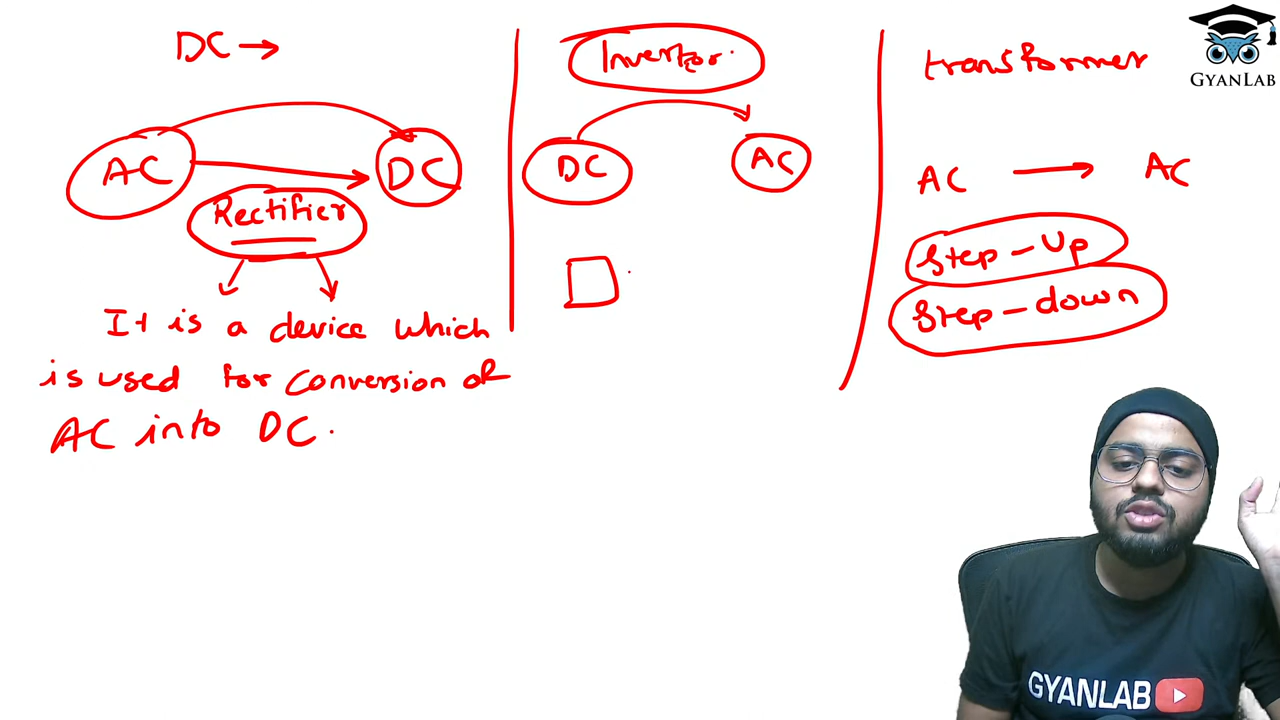 DC →
AC → DC
Rectifier
It is a device which
is used for conversion of
AC into DC.
Invertor
DC AC
transformer
AC → AC
Step-Up
Step-down
GYANLAB
GYANLAB